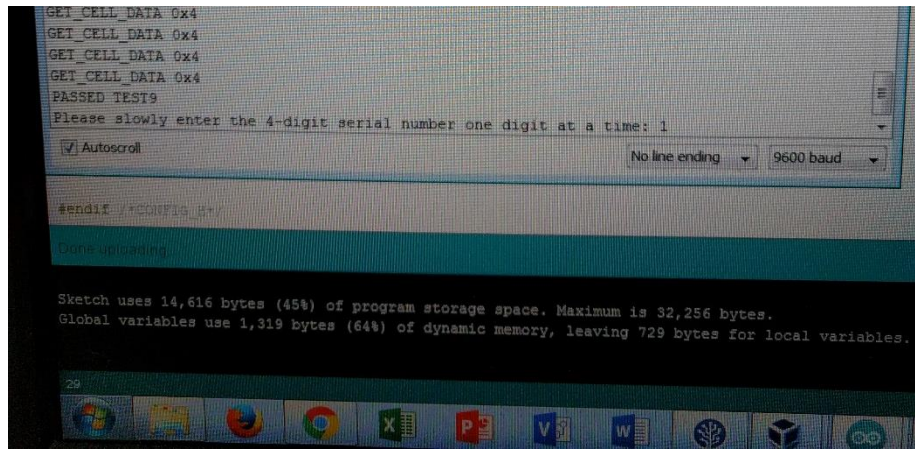 GET_CELL_DATA 0x4
GET_CELL_DATA 0x4
GET_CELL_DATA 0x4
GET_CELL_DATA 0x4
PASSED TEST9
Please slowly enter the 4-digit serial number one digit at a time: 1
Autoscroll
No line ending
9600 baud
#endif /*CONFIG_H*/
Done uploading.
Sketch uses 14,616 bytes (45%) of program storage space. Maximum is 32,256 bytes.
Global variables use 1,319 bytes (64%) of dynamic memory, leaving 729 bytes for local variables.
29
X P V W